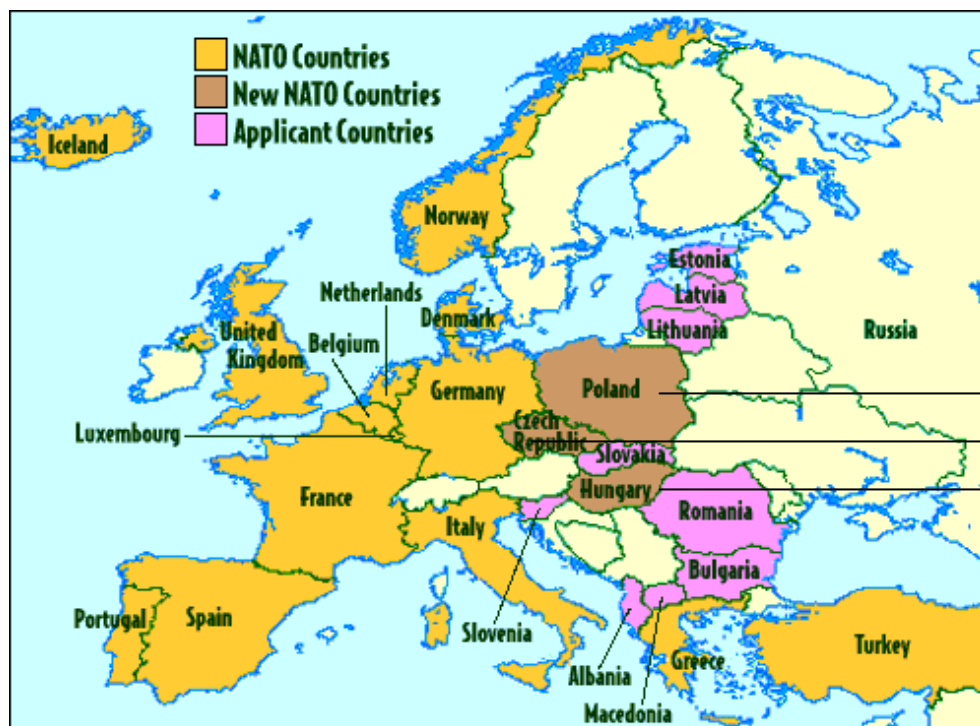 NATO Countries
New NATO Countries
Applicant Countries
Iceland
Norway
Estonia
Latvia
Lithuania
Russia
Netherlands
Denmark
United
Kingdom
Belgium
Germany
Poland
Luxembourg
Czech
Republic
Slovakia
France
Hungary
Italy
Romania
Bulgaria
Portugal
Spain
Slovenia
Albania
Greece
Turkey
Macedonia